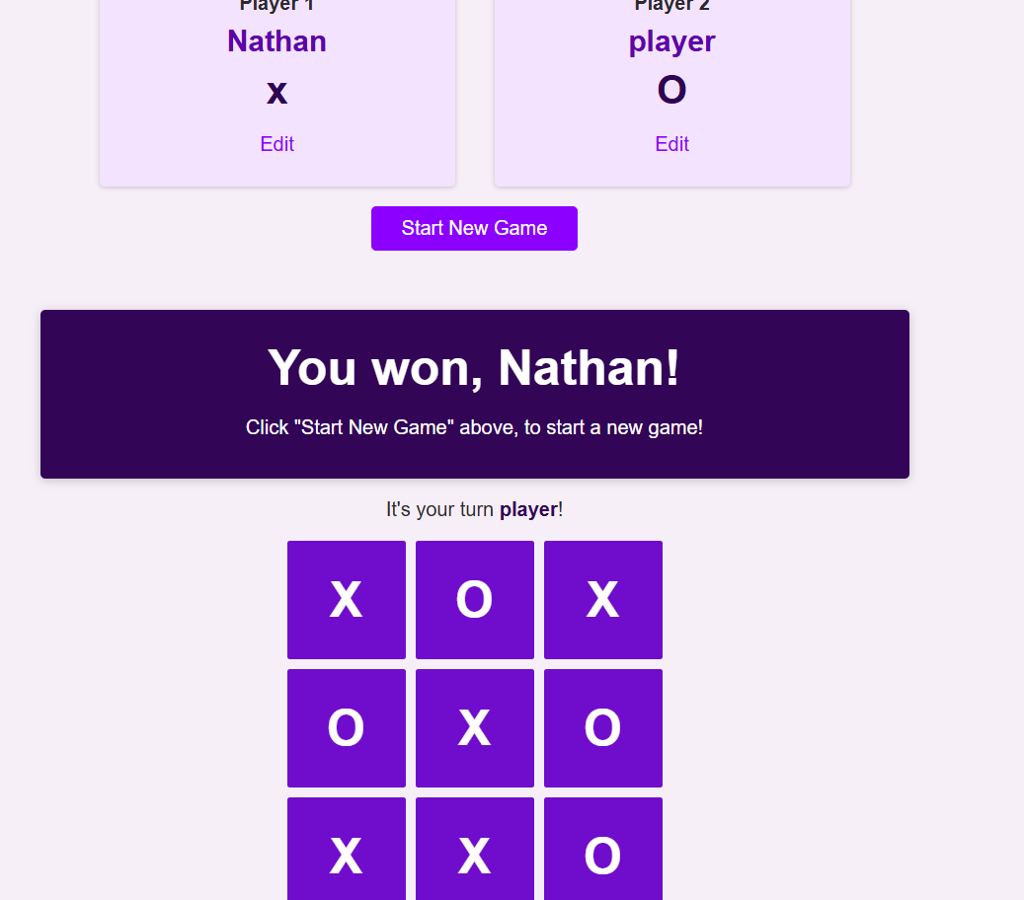 Player 1
Player 2
Nathan
player
x
O
Edit
Edit
Start New Game
You won, Nathan!
Click "Start New Game" above, to start a new game!
It's your turn player!
X O X
O X O
X X O